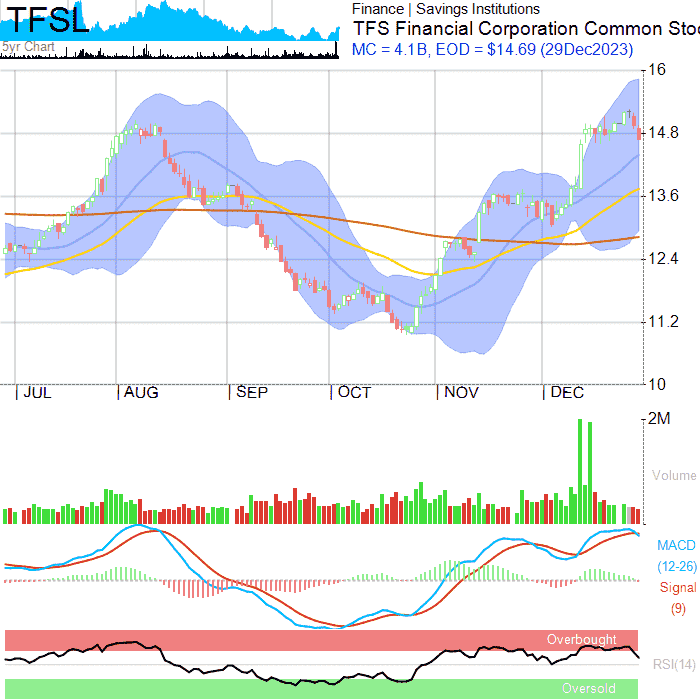 TFSL
5yr Chart
Finance | Savings Institutions
TFS Financial Corporation Common Stoc
MC = 4.1B, EOD = $14.69 (29Dec2023)
16
14.8
13.6
12.4
11.2
10
JUL AUG SEP OCT NOV DEC
2M
Volume
MACD
(12-26)
Signal
(9)
Overbought
RSI(14)
Oversold